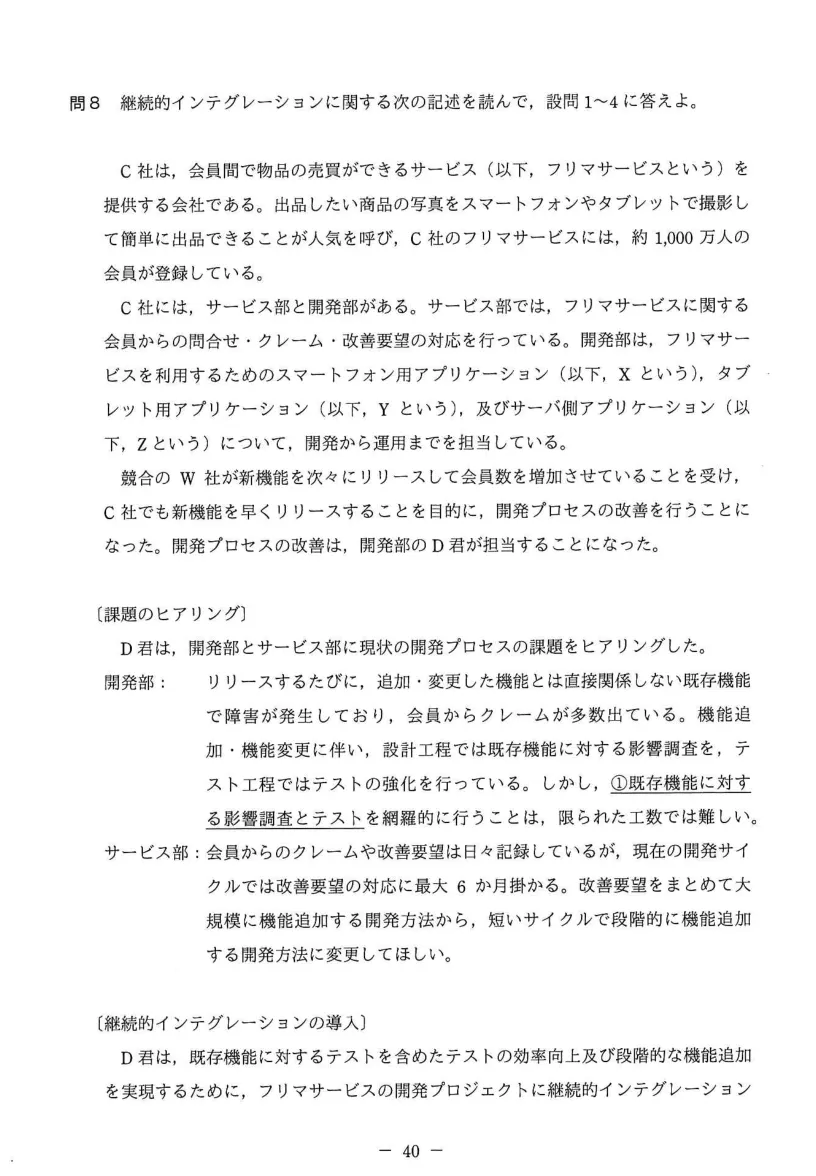 問8 継続的インテグレーションに関する次の記述を読んで，設問1～4に答えよ。
C社は，会員間で物品の売買ができるサービス（以下，フリマサービスという）を
提供する会社である。出品したい商品の写真をスマートフォンやタブレットで撮影し
て簡単に出品できることが人気を呼び，C社のフリマサービスには，約1,000万人の
会員が登録している。
C社には，サービス部と開発部がある。サービス部では，フリマサービスに関する
会員からの問合せ・クレーム・改善要望の対応を行っている。開発部は，フリマサー
ビスを利用するためのスマートフォン用アプリケーション（以下，Xという），タブ
レット用アプリケーション（以下，Yという），及びサーバ側アプリケーション（以
下，Zという）について，開発から運用までを担当している。
競合のW社が新機能を次々にリリースして会員数を増加させていることを受け，
C社でも新機能を早くリリースすることを目的に，開発プロセスの改善を行うことに
なった。開発プロセスの改善は，開発部のD君が担当することになった。
〔課題のヒアリング〕
D君は，開発部とサービス部に現状の開発プロセスの課題をヒアリングした。
開発部： リリースするたびに，追加・変更した機能とは直接関係しない既存機能
で障害が発生しており，会員からクレームが多数出ている。機能追
加・機能変更に伴い，設計工程では既存機能に対する影響調査を，テ
スト工程ではテストの強化を行っている。しかし，①既存機能に対す
る影響調査とテストを網羅的に行うことは，限られた工数では難しい。
サービス部：会員からのクレームや改善要望は日々記録しているが，現在の開発サイ
クルでは改善要望の対応に最大6か月掛かる。改善要望をまとめて大
規模に機能追加する開発方法から，短いサイクルで段階的に機能追加
する開発方法に変更してほしい。
〔継続的インテグレーションの導入〕
D君は，既存機能に対するテストを含めたテストの効率向上及び段階的な機能追加
を実現するために，フリマサービスの開発プロジェクトに継続的インテグレーション
－ 40 －